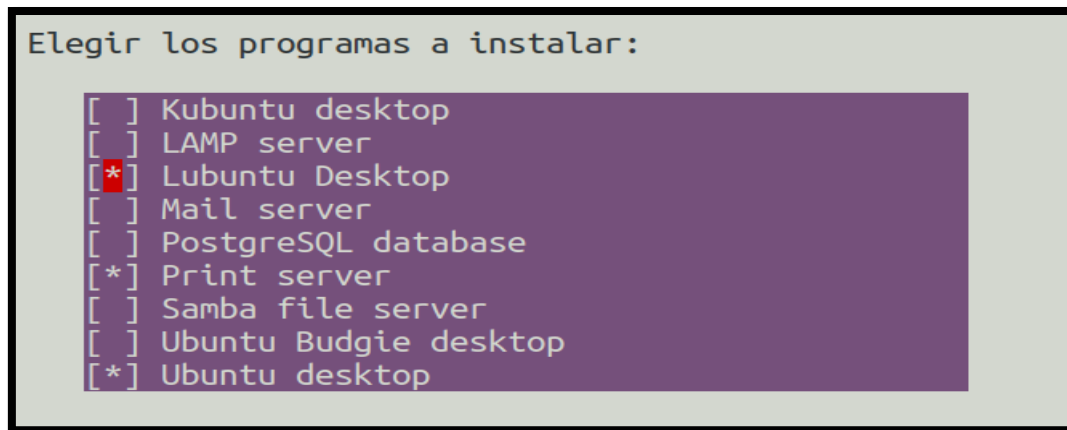 Elegir los programas a instalar:
[ ] Kubuntu desktop
[ ] LAMP server
[*] Lubuntu Desktop
[ ] Mail server
[ ] PostgreSQL database
[*] Print server
[ ] Samba file server
[ ] Ubuntu Budgie desktop
[*] Ubuntu desktop